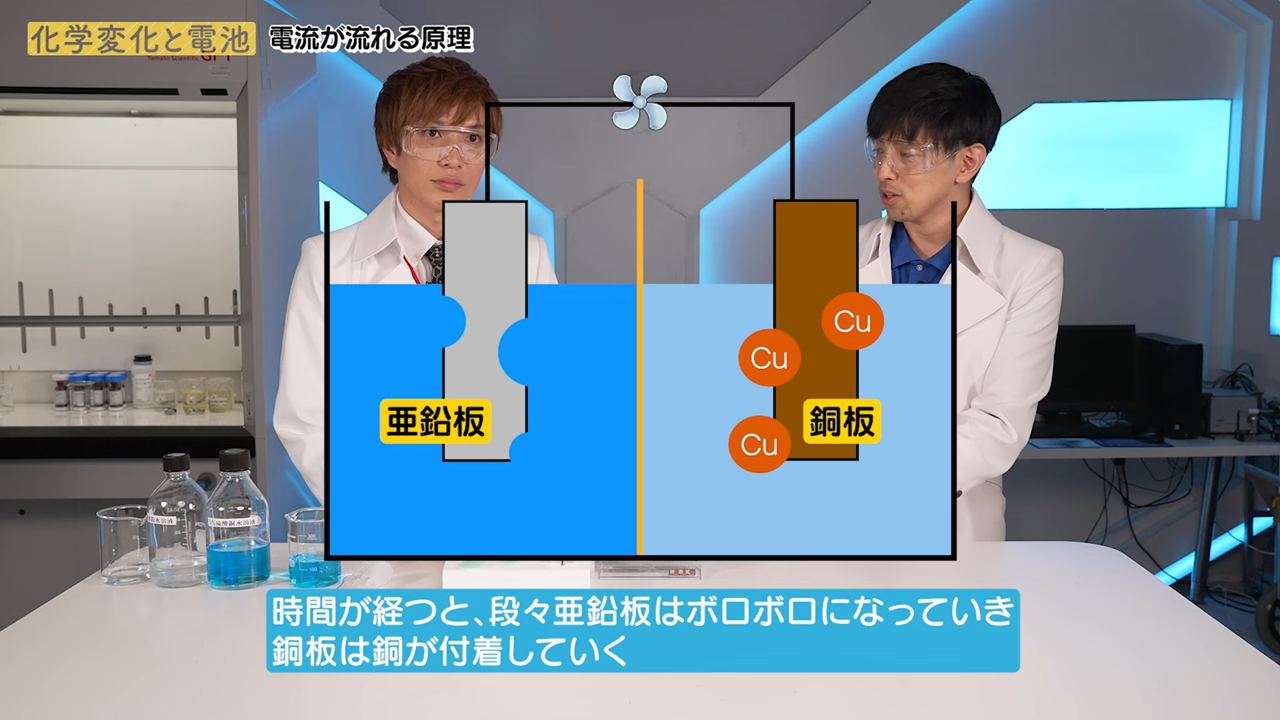 化学変化と電池
電流が流れる原理
Yamato Scientific
Cu
Cu
Cu
亜鉛板
銅板
時間が経つと、段々亜鉛板はボロボロになっていき
銅板は銅が付着していく